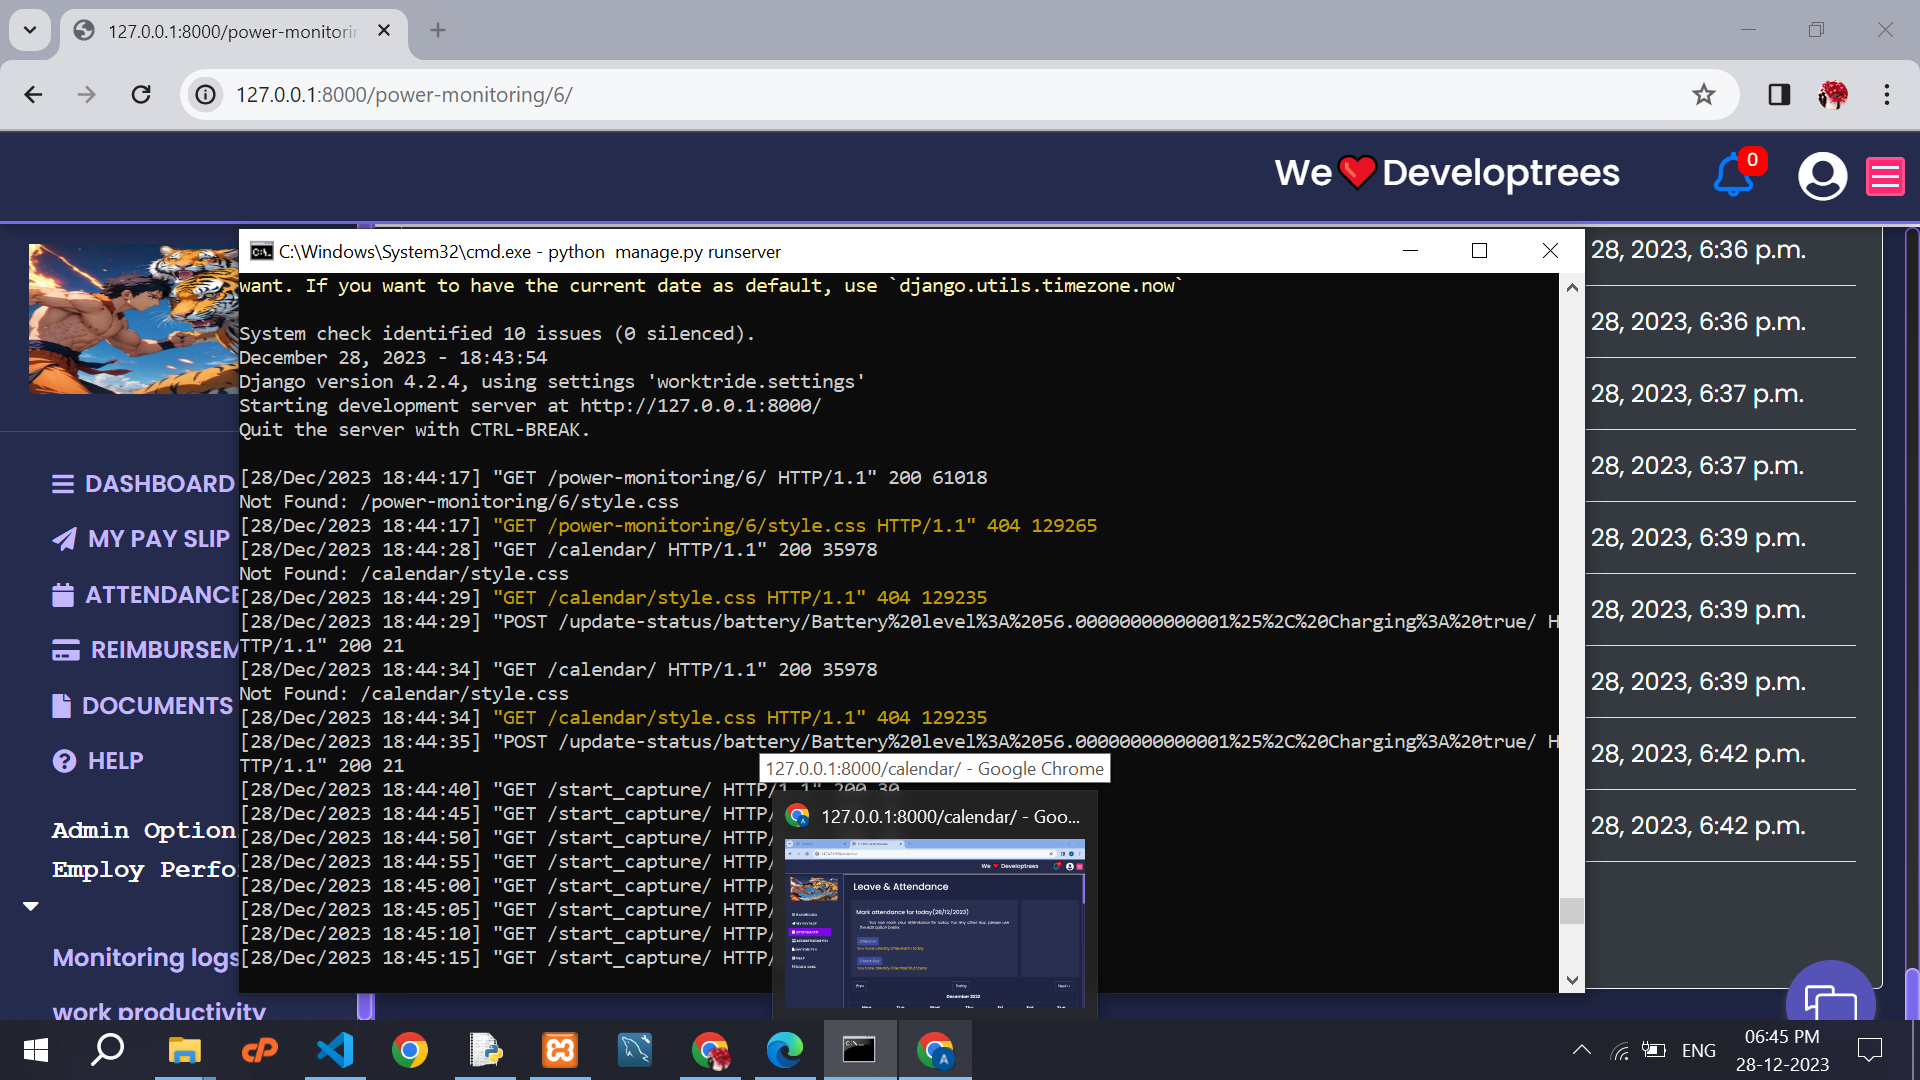 127.0.0.1:8000/power-monitorin
127.0.0.1:8000/power-monitoring/6/
We Developtrees
0
C:\Windows\System32\cmd.exe - python  manage.py runserver
want. If you want to have the current date as default, use `django.utils.timezone.now`
System check identified 10 issues (0 silenced).
December 28, 2023 - 18:43:54
Django version 4.2.4, using settings 'worktride.settings'
Starting development server at http://127.0.0.1:8000/
Quit the server with CTRL-BREAK.
[28/Dec/2023 18:44:17] "GET /power-monitoring/6/ HTTP/1.1" 200 61018
Not Found: /power-monitoring/6/style.css
[28/Dec/2023 18:44:17] "GET /power-monitoring/6/style.css HTTP/1.1" 404 129265
[28/Dec/2023 18:44:28] "GET /calendar/ HTTP/1.1" 200 35978
Not Found: /calendar/style.css
[28/Dec/2023 18:44:29] "GET /calendar/style.css HTTP/1.1" 404 129235
[28/Dec/2023 18:44:29] "POST /update-status/battery/Battery%20level%3A%2056.00000000000001%25%2C%20Charging%3A%20true/ H
TTP/1.1" 200 21
[28/Dec/2023 18:44:34] "GET /calendar/ HTTP/1.1" 200 35978
Not Found: /calendar/style.css
[28/Dec/2023 18:44:34] "GET /calendar/style.css HTTP/1.1" 404 129235
[28/Dec/2023 18:44:35] "POST /update-status/battery/Battery%20level%3A%2056.00000000000001%25%2C%20Charging%3A%20true/ H
TTP/1.1" 200 21
[28/Dec/2023 18:44:40] "GET /start_capture/ HTTP/1.1" 200 30
[28/Dec/2023 18:44:45] "GET /start_capture/ HTTP/
[28/Dec/2023 18:44:50] "GET /start_capture/ HTTP/
[28/Dec/2023 18:44:55] "GET /start_capture/ HTTP/
[28/Dec/2023 18:45:00] "GET /start_capture/ HTTP/
[28/Dec/2023 18:45:05] "GET /start_capture/ HTTP/
[28/Dec/2023 18:45:10] "GET /start_capture/ HTTP/
[28/Dec/2023 18:45:15] "GET /start_capture/ HTTP/
DASHBOARD
MY PAY SLIP
ATTENDANCE
REIMBURSEM
DOCUMENTS
HELP
Admin Option
Employ Perfo
Monitoring logs
work productivity
28, 2023, 6:36 p.m.
28, 2023, 6:36 p.m.
28, 2023, 6:37 p.m.
28, 2023, 6:37 p.m.
28, 2023, 6:39 p.m.
28, 2023, 6:39 p.m.
28, 2023, 6:39 p.m.
28, 2023, 6:42 p.m.
28, 2023, 6:42 p.m.
127.0.0.1:8000/calendar/ - Google Chrome
127.0.0.1:8000/calendar/ - Goo...
We Developtrees
Leave & Attendance
Mark attendance for today(28/12/2023)
Prev
Today
Next
December 2023
ENG
06:45 PM
28-12-2023